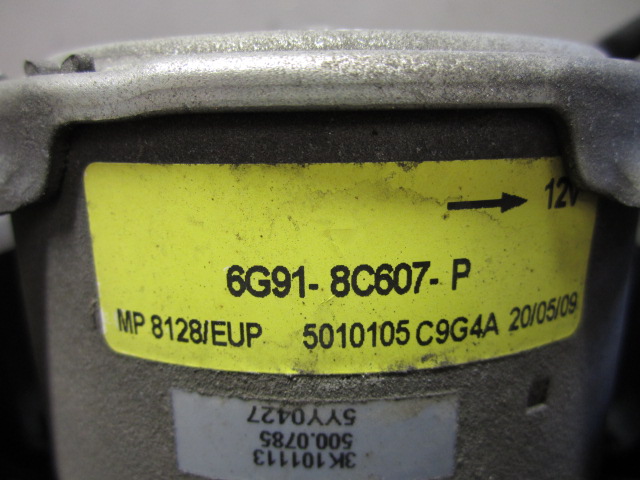 12V
6G91- 8C607- P
MP 8128/EUP 5010105 C9G4A 20/05/09
3K101113
500.0785
5YY0427